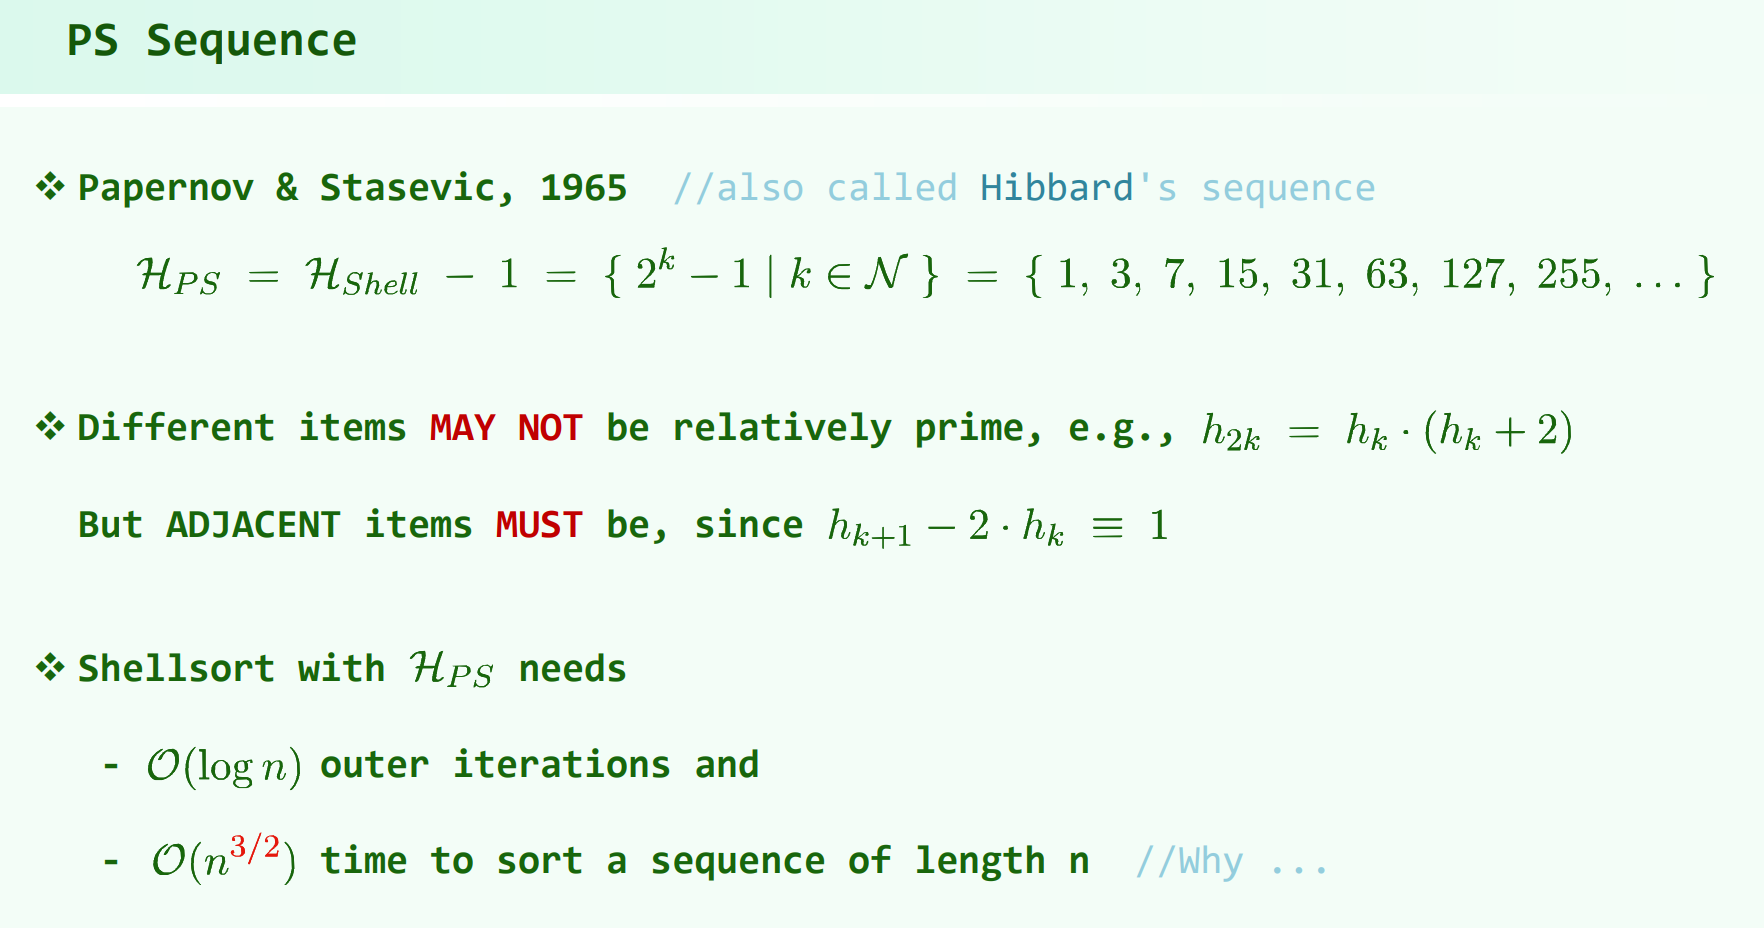 PS Sequence
❖ Papernov & Stasevic, 1965 //also called Hibbard's sequence
$\mathcal{H}_{PS} = \mathcal{H}_{Shell} - 1 = \{ 2^k - 1 \mid k \in \mathcal{N} \} = \{ 1, 3, 7, 15, 31, 63, 127, 255, \ldots \}$
❖ Different items MAY NOT be relatively prime, e.g., $h_{2k} = h_k \cdot (h_k + 2)$
But ADJACENT items MUST be, since $h_{k+1} - 2 \cdot h_k \equiv 1$
❖ Shellsort with $\mathcal{H}_{PS}$ needs
- $\mathcal{O}(\log n)$ outer iterations and
- $\mathcal{O}(n^{3/2})$ time to sort a sequence of length n //Why ...